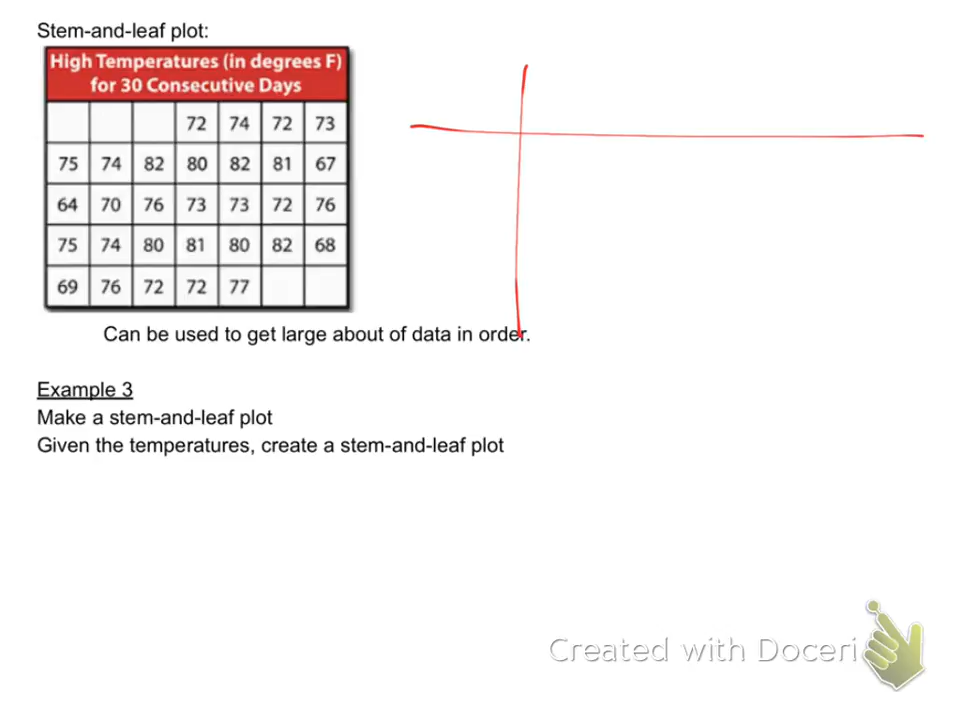 Stem-and-leaf plot:
High Temperatures (in degrees F)
for 30 Consecutive Days
72 74 72 73
75 74 82 80 82 81 67
64 70 76 73 73 72 76
75 74 80 81 80 82 68
69 76 72 72 77
Can be used to get large about of data in order.
Example 3
Make a stem-and-leaf plot
Given the temperatures, create a stem-and-leaf plot
Created with Doceri